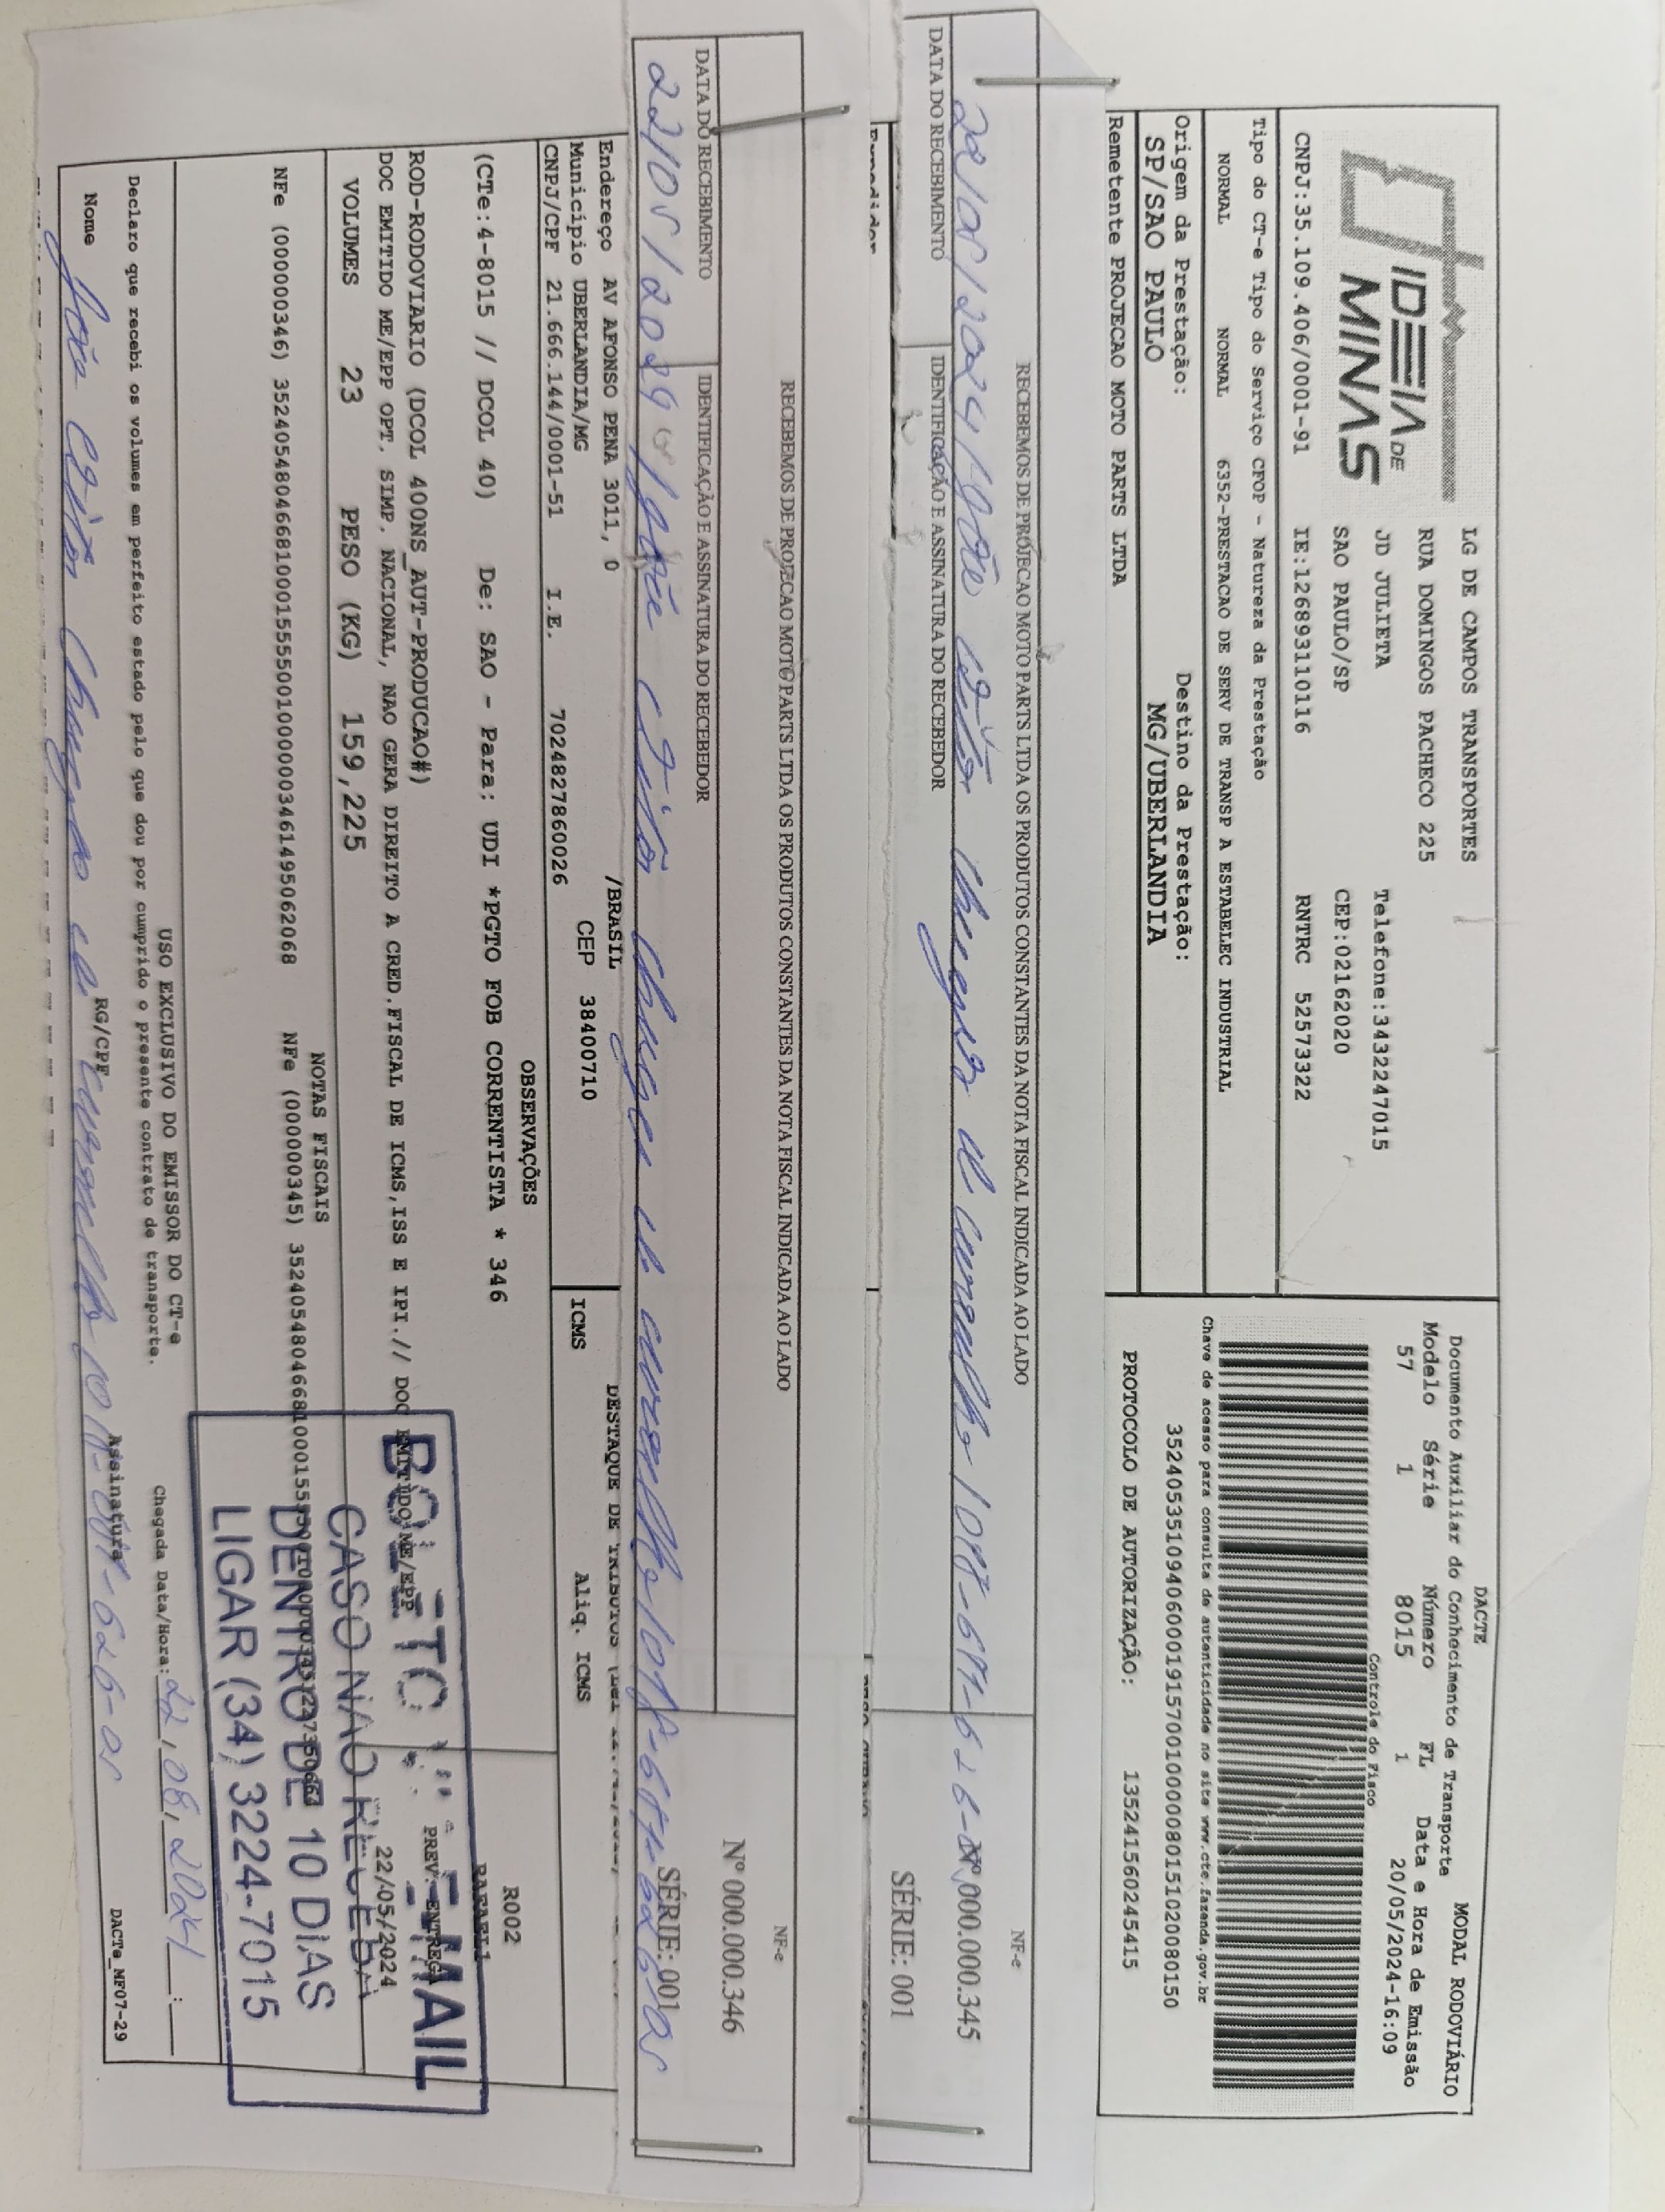 IDEIA DE
MINAS
LG DE CAMPOS TRANSPORTES
RUA DOMINGOS PACHECO 225
JD JULIETA Telefone:3432247015
SAO PAULO/SP CEP:02162020
CNPJ:35.109.406/0001-91 IE:126893110116 RNTRC 52573322
DACTE MODAL RODOVIÁRIO
Documento Auxiliar do Conhecimento de Transporte
Modelo Série Número FL Data e Hora de Emissão
57 1 8015 1 20/05/2024-16:09
Controle do Fisco
Tipo do CT-e Tipo do Serviço CFOP - Natureza da Prestação
NORMAL NORMAL 6352-PRESTACAO DE SERV DE TRANSP A ESTABELEC INDUSTRIAL
Chave de acesso para consulta de autenticidade no site www.cte.fazenda.gov.br
35240535109406000191570010000080151020080150
Origem da Prestação: Destino da Prestação:
SP/SAO PAULO MG/UBERLANDIA
PROTOCOLO DE AUTORIZAÇÃO: 135241560245415
Remetente PROJECAO MOTO PARTS LTDA
RECEBEMOS DE PROJECAO MOTO PARTS LTDA OS PRODUTOS CONSTANTES DA NOTA FISCAL INDICADA AO LADO
NF-e
Nº 000.000.345
SÉRIE: 001
22/05/2024
DATA DO RECEBIMENTO IDENTIFICAÇÃO E ASSINATURA DO RECEBEDOR
RECEBEMOS DE PROJECAO MOTO PARTS LTDA OS PRODUTOS CONSTANTES DA NOTA FISCAL INDICADA AO LADO
NF-e
Nº 000.000.346
SÉRIE: 001
DATA DO RECEBIMENTO IDENTIFICAÇÃO E ASSINATURA DO RECEBEDOR
22/05/2024
Endereço AV AFONSO PENA 3011, 0 /BRASIL
Município UBERLANDIA/MG CEP 38400710
CNPJ/CPF 21.666.144/0001-51 I.E. 7024827860026
DESTAQUE DE TRIBUTOS
ICMS Aliq. ICMS
OBSERVAÇÕES
(CTe:4-8015 // DCOL 40) De: SAO - Para: UDI *PGTO FOB CORRENTISTA * 346
R002
ROD-RODOVIARIO (DCOL 400NS_AUT-PRODUCAO#)
PREV. ENTREGA
22/05/2024
DOC EMITIDO ME/EPP OPT. SIMP. NACIONAL, NAO GERA DIREITO A CRED.FISCAL DE ICMS,ISS E IPI.// DOC EMITIDO ME/EPP
VOLUMES 23 PESO (KG) 159,225
NOTAS FISCAIS
NFe (00000346) 35240548046681000155550010000003461495062068 NFe (00000345)
BOLETO E-MAIL
CASO NAO RECEBA
DENTRO DE 10 DIAS
LIGAR (34) 3224-7015
USO EXCLUSIVO DO EMISSOR DO CT-e
Declaro que recebi os volumes em perfeito estado pelo que dou por cumprido o presente contrato de transporte.
Chegada Data/Hora:
Nome RG/CPF Assinatura
DACTe_MF07-29